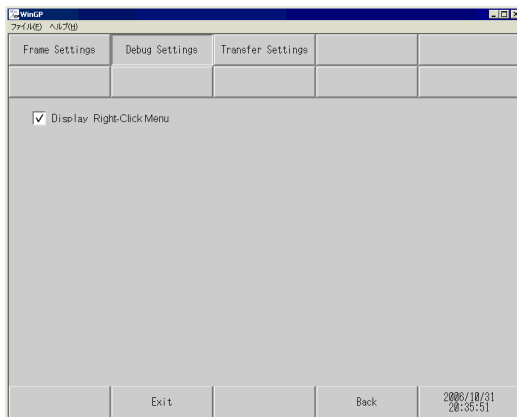 WinGP
ファイル(F) ヘルプ(H)
Frame Settings Debug Settings Transfer Settings
Display Right-Click Menu
Exit Back 2006/10/31
20:35:51